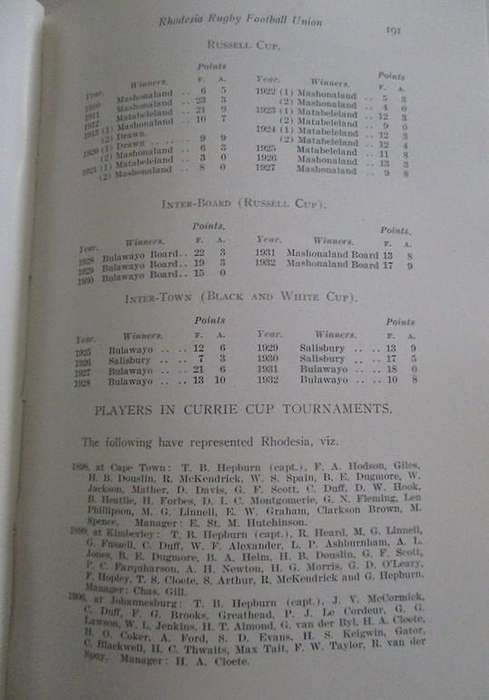 Rhodesia Rugby Football Union
191
RUSSELL CUP.
Points
Year. Winners. F. A.
1910 Mashonaland .. 6 5
1911 Mashonaland .. 23 3
1912 Matabeleland .. 21 9
1913 (1) Mashonaland .. 10 7
(2) Drawn.
1920 (1) Drawn .. .. 9 9
(2) Mashonaland .. 6 3
1921 (1) Matabeleland .. 3 0
(2) Mashonaland .. 8 0
Points
Year. Winners. F. A.
1922 (1) Mashonaland .. 5 3
(2) Mashonaland .. 4 0
1923 (1) Matabeleland .. 12 3
(2) Matabeleland .. 9 0
1924 (1) Matabeleland .. 12 3
(2) Matabeleland .. 12 4
1925 Matabeleland .. 11 8
1926 Mashonaland .. 13 3
1927 Mashonaland .. 9 8
INTER-BOARD (RUSSELL CUP).
Points
Year. Winners. F. A.
1928 Bulawayo Board.. 22 3
1929 Bulawayo Board.. 19 3
1930 Bulawayo Board.. 15 0
Points
Year. Winners. F. A.
1931 Mashonaland Board 13 8
1932 Mashonaland Board 17 9
INTER-TOWN (BLACK AND WHITE CUP).
Points
Year. Winners. F. A.
1925 Bulawayo .. .. 12 6
1926 Salisbury .. .. 7 3
1927 Bulawayo .. .. 21 6
1928 Bulawayo .. .. 13 10
Points
Year. Winners. F. A.
1929 Salisbury .. .. 13 9
1930 Salisbury .. .. 17 5
1931 Bulawayo .. .. 18 0
1932 Bulawayo .. .. 10 8
PLAYERS IN CURRIE CUP TOURNAMENTS.
The following have represented Rhodesia, viz.
1898, at Cape Town: T. B. Hepburn (capt.), F. A. Hodson, Giles,
H. B. Douslin, R. McKendrick, W. S. Spain, B. E. Dugmore, W.
Jackson, Mather, D. Davis, G. F. Scott, C. Duff, D. W. Hook,
B. Bentlie, H. Forbes, D. I. C. Montgomerie, G. N. Fleming, Len
Phillipson, M. G. Linnell, E. W. Graham, Clarkson Brown, M.
Spence. Manager: E. St. M. Hutchinson.
1899, at Kimberley: T. B. Hepburn (capt.), R. Heard, M. G. Linnell,
G. Fussell, C. Duff, W. F. Alexander, L. P. Ashburnham, A. L.
Jones, B. E. Dugmore, B. A. Helm, H. B. Douslin, G. F. Scott,
P. C. Farquharson, A. H. Newton, H. G. Morris, G. D. O'Leary,
F. Hopley, T. S. Cloete, S. Arthur, R. McKendrick and G. Hepburn.
Manager: Chas. Gill.
1906, at Johannesburg: T. B. Hepburn (capt.), J. V. McCormick,
C. Duff, F. O. J. Brooks, Greathead, P. J. Le Cordeur, G. G.
Lawson, W. L. Jenkins, H. T. Almond, G. van der Byl, H. A. Cloete,
H. O. Coker, A. Ford, S. D. Evans, H. S. Keigwin, Gator,
C. Blackwell, H. C. Thwaits, Max Tait, F. W. Taylor, R. van der
Spuy. Manager: H. A. Cloete.